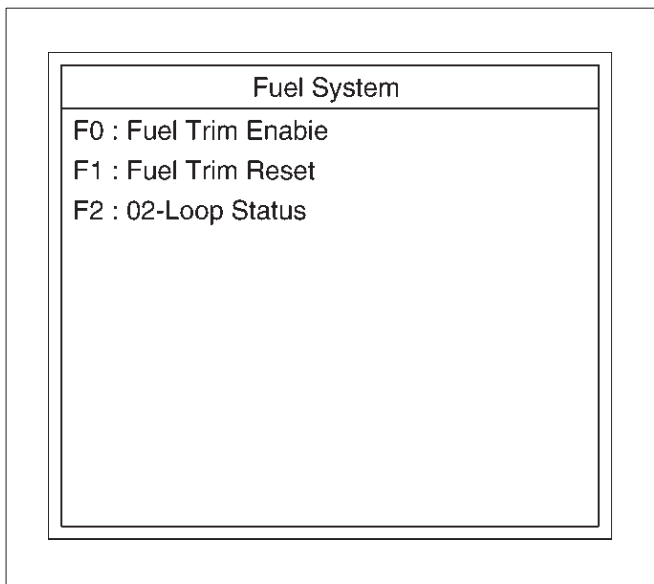 Fuel System
F0 : Fuel Trim Enabie
F1 : Fuel Trim Reset
F2 : 02-Loop Status